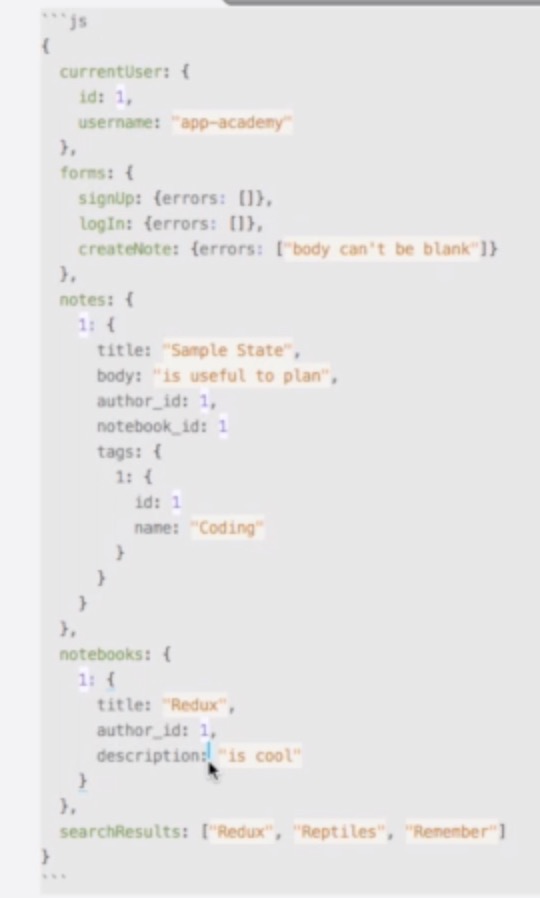 ```js
{
  currentUser: {
    id: 1,
    username: "app-academy"
  },
  forms: {
    signUp: {errors: []},
    logIn: {errors: []},
    createNote: {errors: ["body can't be blank"]}
  },
  notes: {
    1: {
      title: "Sample State",
      body: "is useful to plan",
      author_id: 1,
      notebook_id: 1
      tags: {
        1: {
          id: 1
          name: "Coding"
        }
      }
    }
  },
  notebooks: {
    1: {
      title: "Redux",
      author_id: 1,
      description: "is cool"
    }
  },
  searchResults: ["Redux", "Reptiles", "Remember"]
}
```